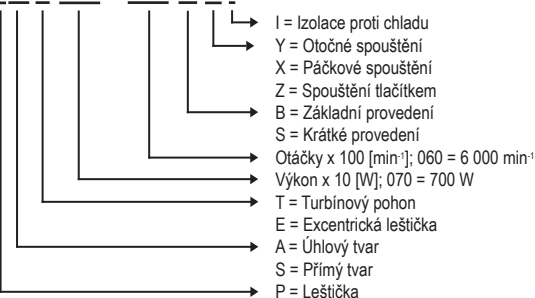 I = Izolace proti chladu
Y = Otočné spouštění
X = Páčkové spouštění
Z = Spouštění tlačítkem
B = Základní provedení
S = Krátké provedení
Otáčky x 100 [min-1]; 060 = 6 000 min-1
Výkon x 10 [W]; 070 = 700 W
T = Turbínový pohon
E = Excentrická leštička
A = Úhlový tvar
S = Přímý tvar
P = Leštička